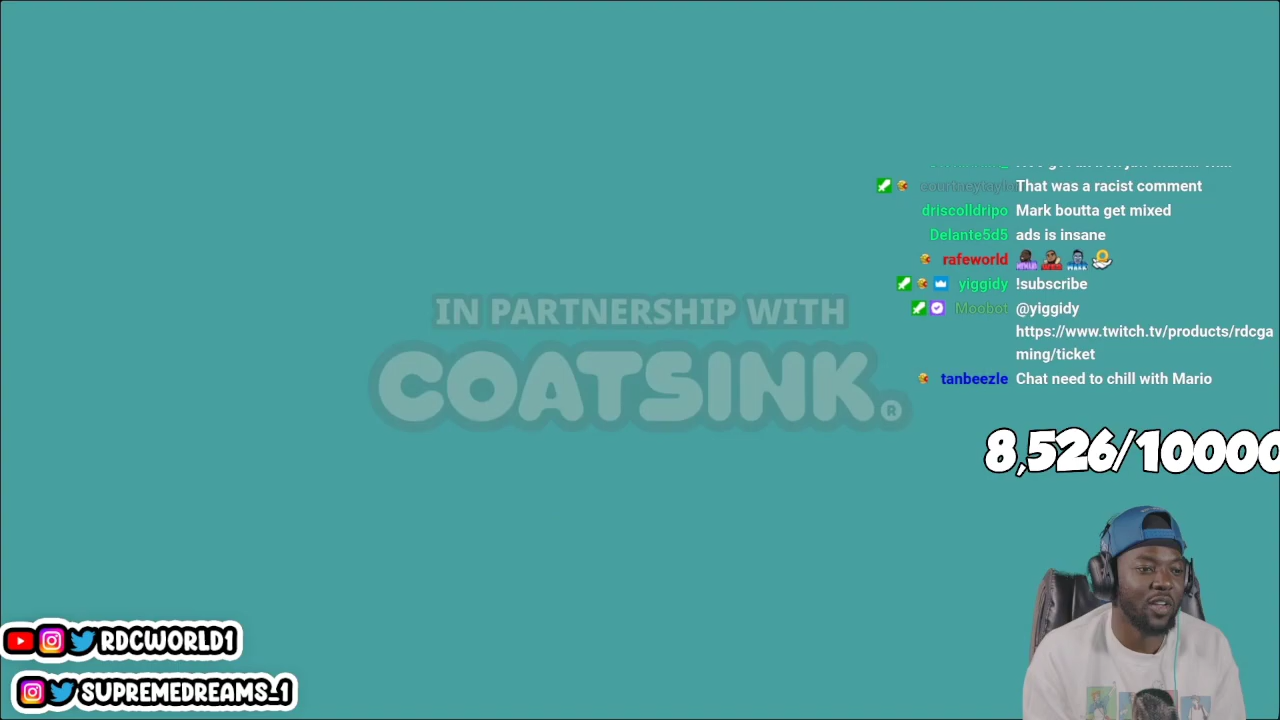 courtneytaylor That was a racist comment
driscolldripo Mark boutta get mixed
Delante5d5 ads is insane
rafeworld
yiggidy !subscribe
Moobot @yiggidy
https://www.twitch.tv/products/rdcga
ming/ticket
tanbeezle Chat need to chill with Mario
IN PARTNERSHIP WITH
COATSINK®
8,526/10000
RDCWORLD1
SUPREMEDREAMS_1